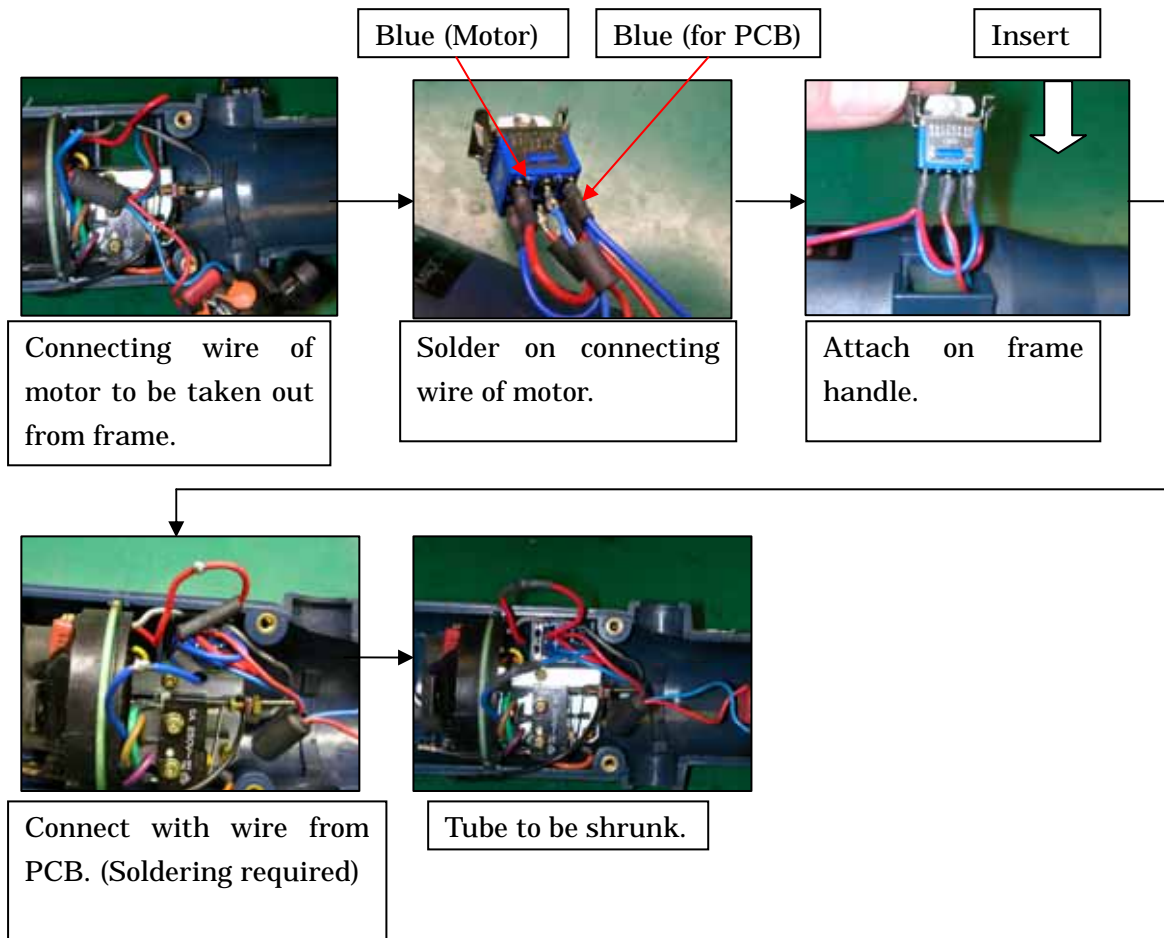 Blue (Motor)
Blue (for PCB)
Insert
Connecting wire of
motor to be taken out
from frame.
Solder on connecting
wire of motor.
Attach on frame
handle.
Connect with wire from
PCB. (Soldering required)
Tube to be shrunk.